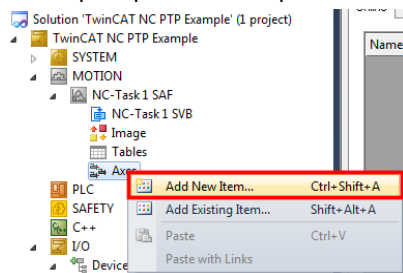 Solution 'TwinCAT NC PTP Example' (1 project)
TwinCAT NC PTP Example
SYSTEM
MOTION
NC-Task 1 SAF
NC-Task 1 SVB
Image
Tables
Axes
PLC
SAFETY
C++
I/O
Device
Name
Add New Item... Ctrl+Shift+A
Add Existing Item... Shift+Alt+A
Paste Ctrl+V
Paste with Links